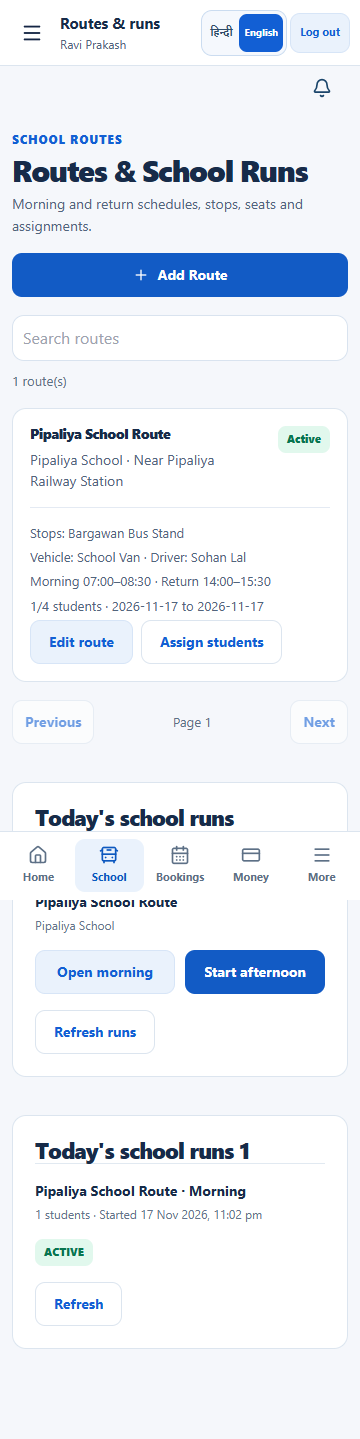 Routes & runs
Ravi Prakash
हिन्दी
English
Log out
SCHOOL ROUTES
Routes & School Runs
Morning and return schedules, stops, seats and
assignments.
+ Add Route
Search routes
1 route(s)
Pipaliya School Route
Active
Pipaliya School · Near Pipaliya
Railway Station
Stops: Bargawan Bus Stand
Vehicle: School Van · Driver: Sohan Lal
Morning 07:00–08:30 · Return 14:00–15:30
1/4 students · 2026-11-17 to 2026-11-17
Edit route
Assign students
Previous
Page 1
Next
Today's school runs
Home
School
Bookings
Money
More
Pipaliya School Route
Pipaliya School
Open morning
Start afternoon
Refresh runs
Today's school runs 1
Pipaliya School Route · Morning
1 students · Started 17 Nov 2026, 11:02 pm
ACTIVE
Refresh